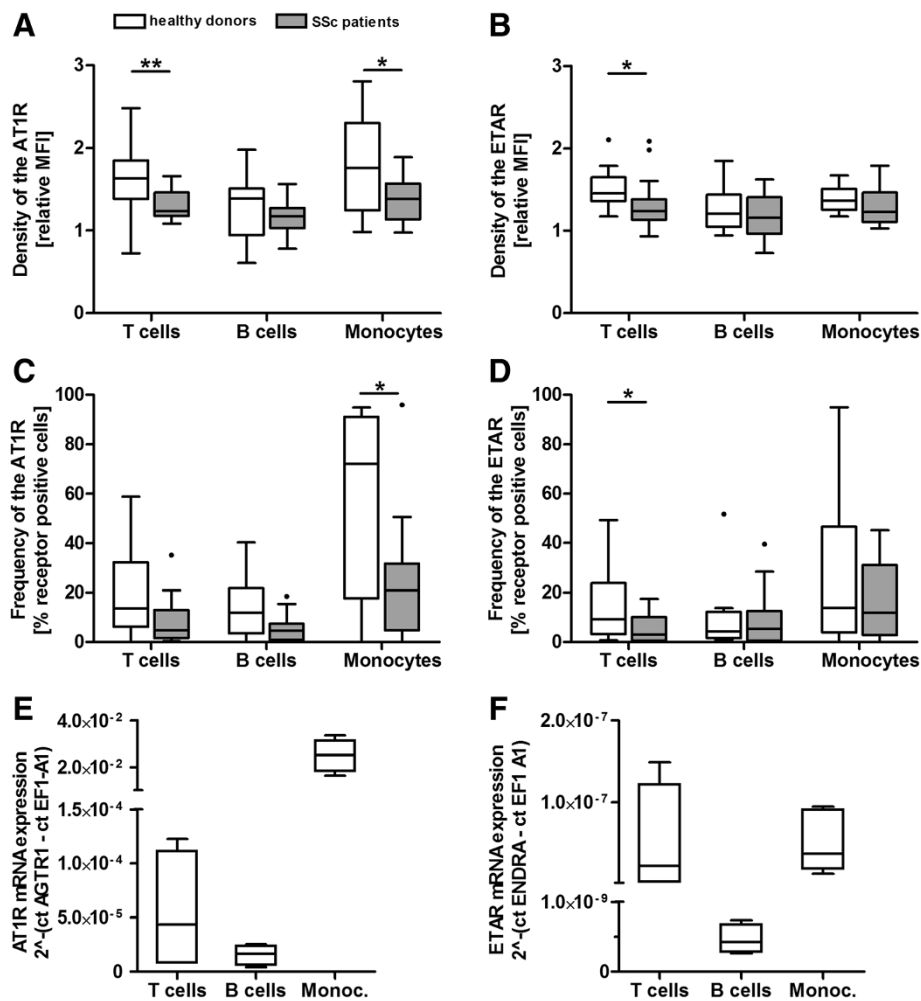 A
healthy donors
SSc patients
Density of the AT1R
[relative MFI]
3
2
1
0
**
*
T cells
B cells
Monocytes
B
Density of the ETAR
[relative MFI]
3
2
1
0
*
T cells
B cells
Monocytes
C
Frequency of the AT1R
[% receptor positive cells]
100
80
60
40
20
0
*
T cells
B cells
Monocytes
D
Frequency of the ETAR
[% receptor positive cells]
100
80
60
40
20
0
*
T cells
B cells
Monocytes
E
AT1R mRNA expression
2^-(ct AGTR1 - ct EF1-A1)
4.0×10⁻²
2.0×10⁻²
1.5×10⁻⁴
1.0×10⁻⁴
5.0×10⁻⁵
0
T cells
B cells
Monoc.
F
ETAR mRNA expression
2^-(ct ENDRA - ct EF1 A1)
2.0×10⁻⁷
1.0×10⁻⁷
1.0×10⁻⁹
0
T cells
B cells
Monoc.